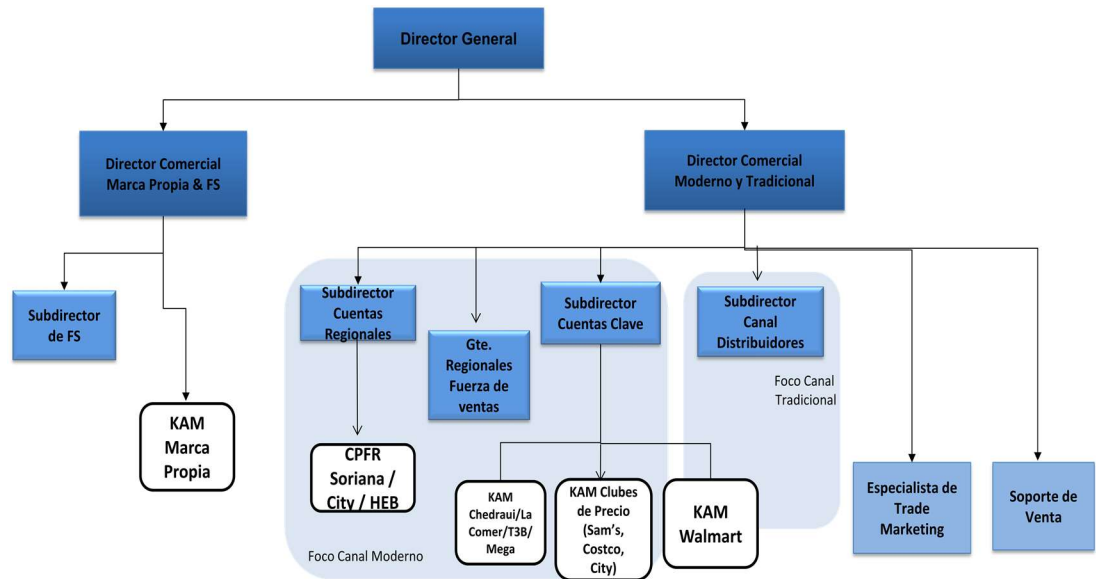 Director General
Director Comercial
Marca Propia & FS
Director Comercial
Moderno y Tradicional
Subdirector
de FS
Subdirector
Cuentas
Regionales
Gte.
Regionales
Fuerza de
ventas
Subdirector
Cuentas Clave
Subdirector
Canal
Distribuidores
Foco Canal
Tradicional
KAM
Marca
Propia
CPFR
Soriana /
City / HEB
KAM
Chedraui/La
Comer/T3B/
Mega
KAM Clubes
de Precio
(Sam's,
Costco,
City)
KAM
Walmart
Especialista de
Trade
Marketing
Soporte de
Venta
Foco Canal Moderno